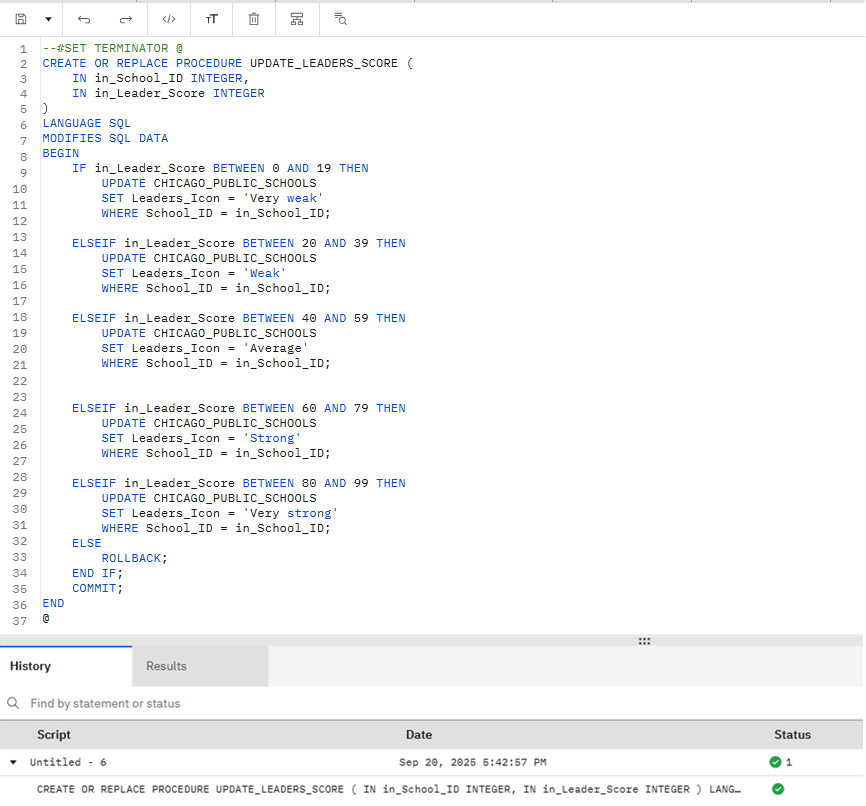 </>
TT
1 --#SET TERMINATOR @
2 CREATE OR REPLACE PROCEDURE UPDATE_LEADERS_SCORE (
3     IN in_School_ID INTEGER,
4     IN in_Leader_Score INTEGER
5 )
6 LANGUAGE SQL
7 MODIFIES SQL DATA
8 BEGIN
9     IF in_Leader_Score BETWEEN 0 AND 19 THEN
10         UPDATE CHICAGO_PUBLIC_SCHOOLS
11         SET Leaders_Icon = 'Very weak'
12         WHERE School_ID = in_School_ID;
13
14     ELSEIF in_Leader_Score BETWEEN 20 AND 39 THEN
15         UPDATE CHICAGO_PUBLIC_SCHOOLS
16         SET Leaders_Icon = 'Weak'
17         WHERE School_ID = in_School_ID;
18
19     ELSEIF in_Leader_Score BETWEEN 40 AND 59 THEN
20         UPDATE CHICAGO_PUBLIC_SCHOOLS
21         SET Leaders_Icon = 'Average'
22         WHERE School_ID = in_School_ID;
23
24
25     ELSEIF in_Leader_Score BETWEEN 60 AND 79 THEN
26         UPDATE CHICAGO_PUBLIC_SCHOOLS
27         SET Leaders_Icon = 'Strong'
28         WHERE School_ID = in_School_ID;
29
30     ELSEIF in_Leader_Score BETWEEN 80 AND 99 THEN
31         UPDATE CHICAGO_PUBLIC_SCHOOLS
32         SET Leaders_Icon = 'Very strong'
33         WHERE School_ID = in_School_ID;
34     ELSE
35         ROLLBACK;
36     END IF;
37     COMMIT;
END
@
History Results
Find by statement or status
Script Date Status
Untitled - 6 Sep 20, 2025 5:42:57 PM 1
CREATE OR REPLACE PROCEDURE UPDATE_LEADERS_SCORE ( IN in_School_ID INTEGER, IN in_Leader_Score INTEGER ) LANG…